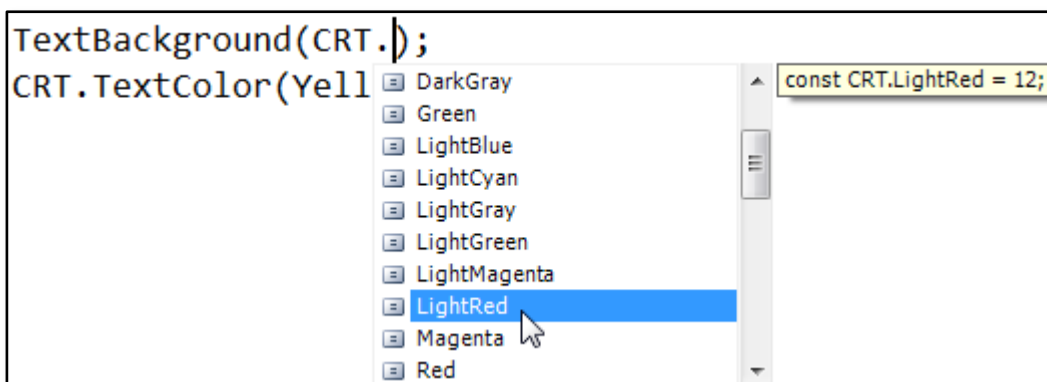 TextBackground(CRT.);
CRT.TextColor(Yell
DarkGray
const CRT.LightRed = 12;
Green
LightBlue
LightCyan
LightGray
LightGreen
LightMagenta
LightRed
Magenta
Red